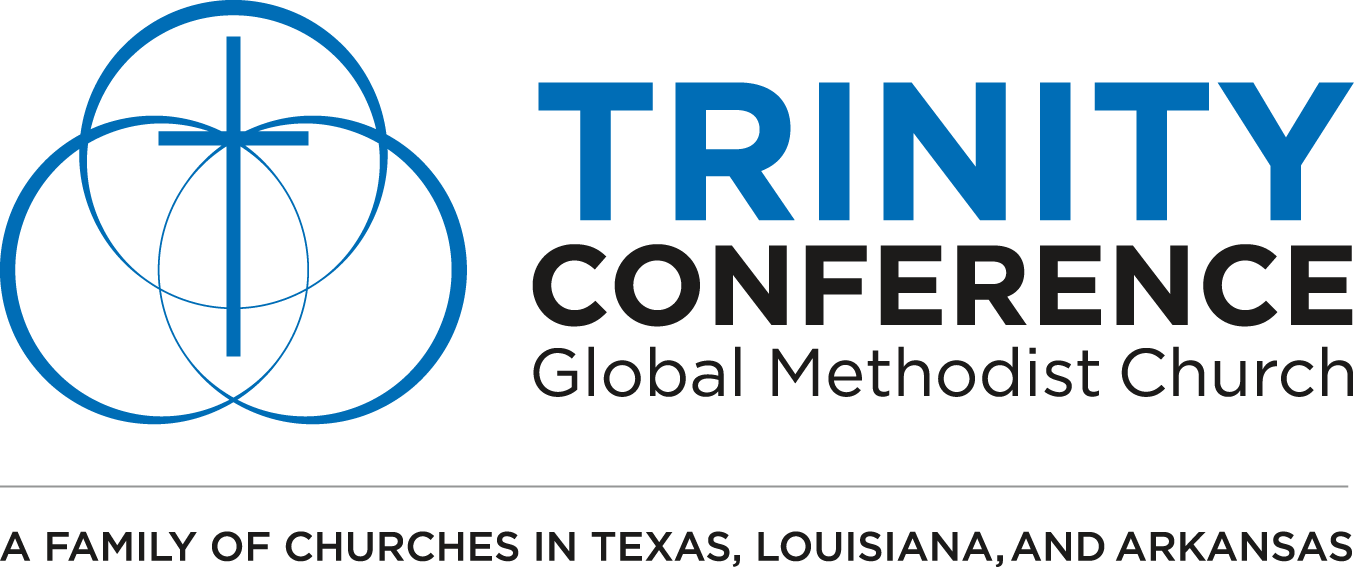 TRINITY
CONFERENCE
Global Methodist Church
A FAMILY OF CHURCHES IN TEXAS, LOUISIANA, AND ARKANSAS